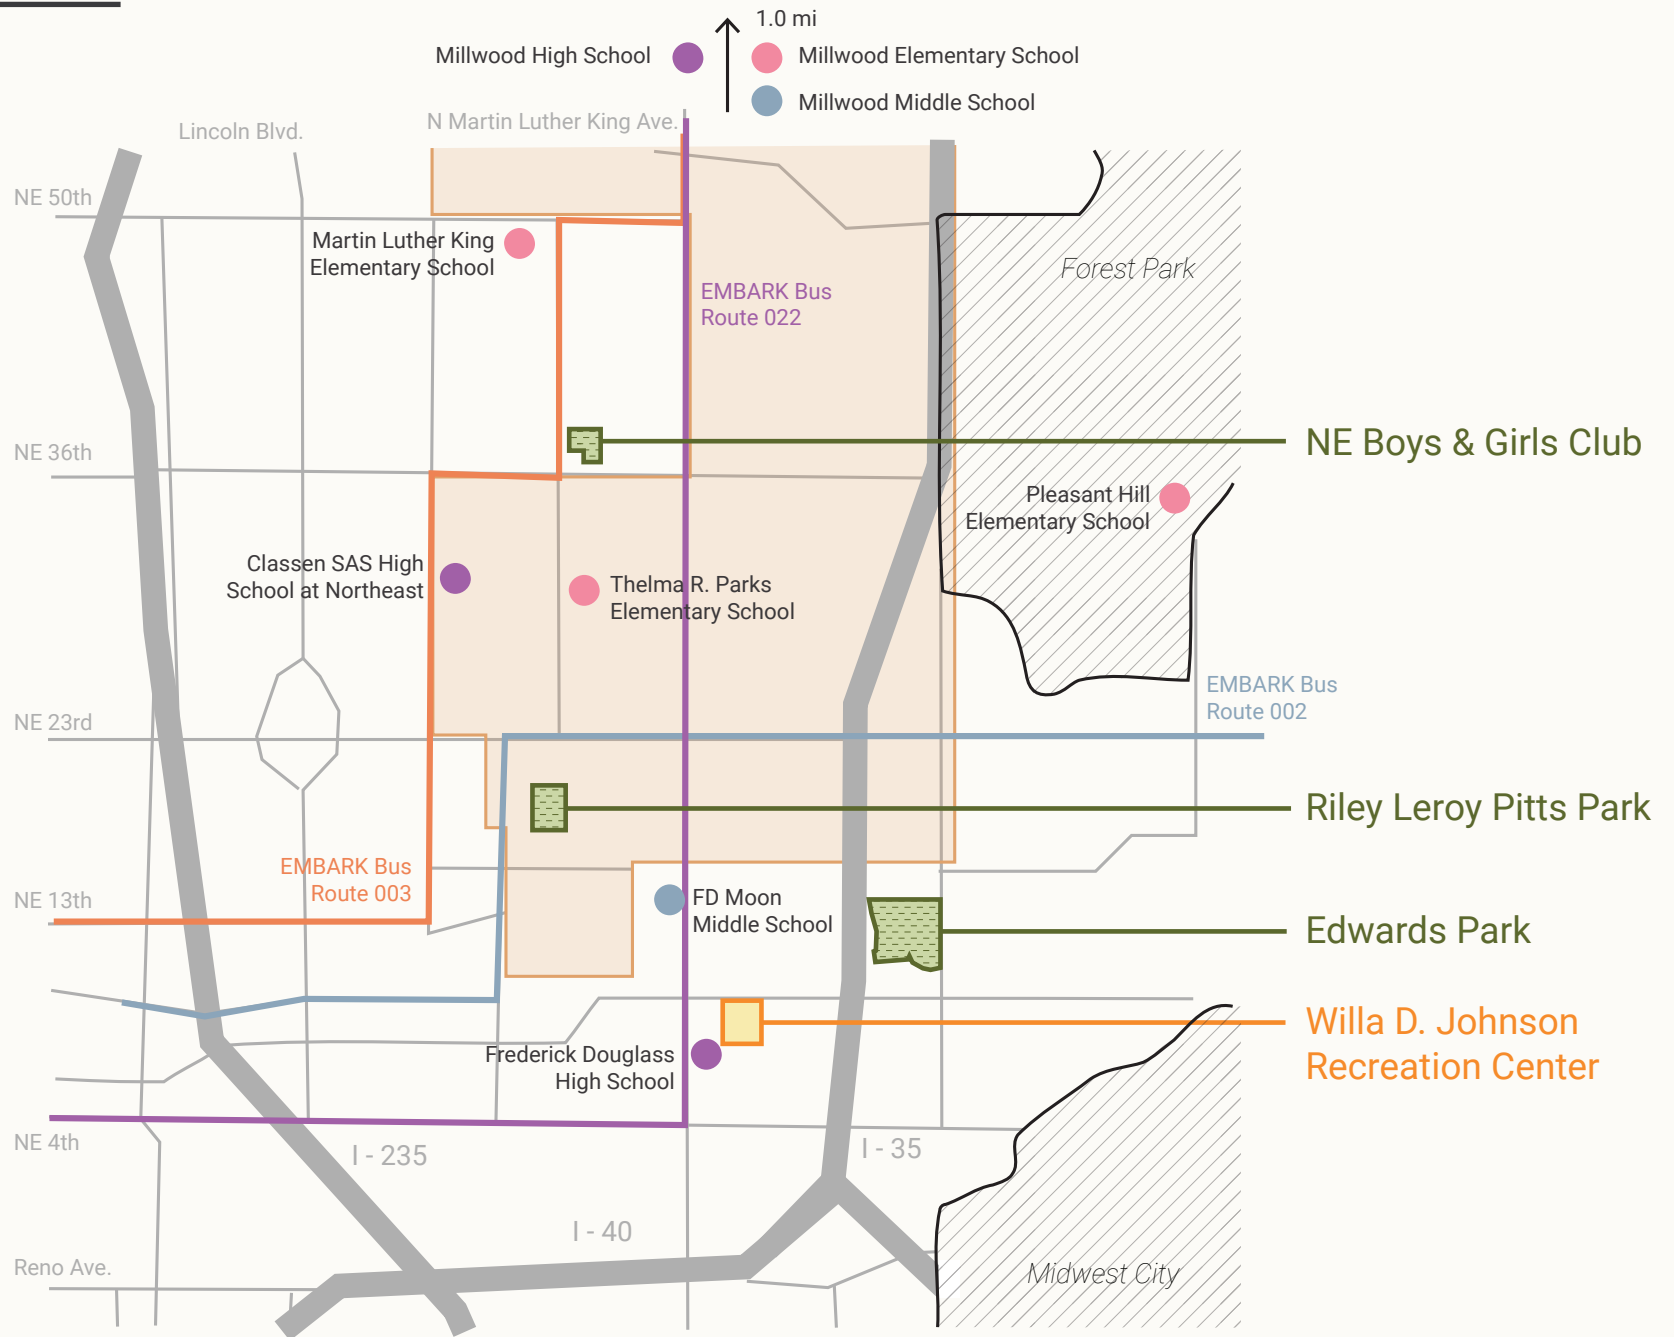 1.0 mi
Millwood High School
Millwood Elementary School
Millwood Middle School
Lincoln Blvd.
N Martin Luther King Ave.
NE 50th
Martin Luther King
Elementary School
Forest Park
EMBARK Bus
Route 022
NE 36th
NE Boys & Girls Club
Pleasant Hill
Elementary School
Classen SAS High
School at Northeast
Thelma R. Parks
Elementary School
EMBARK Bus
Route 002
NE 23rd
Riley Leroy Pitts Park
EMBARK Bus
Route 003
NE 13th
FD Moon
Middle School
Edwards Park
Willa D. Johnson
Recreation Center
Frederick Douglass
High School
NE 4th
I - 235
I - 35
I - 40
Reno Ave.
Midwest City